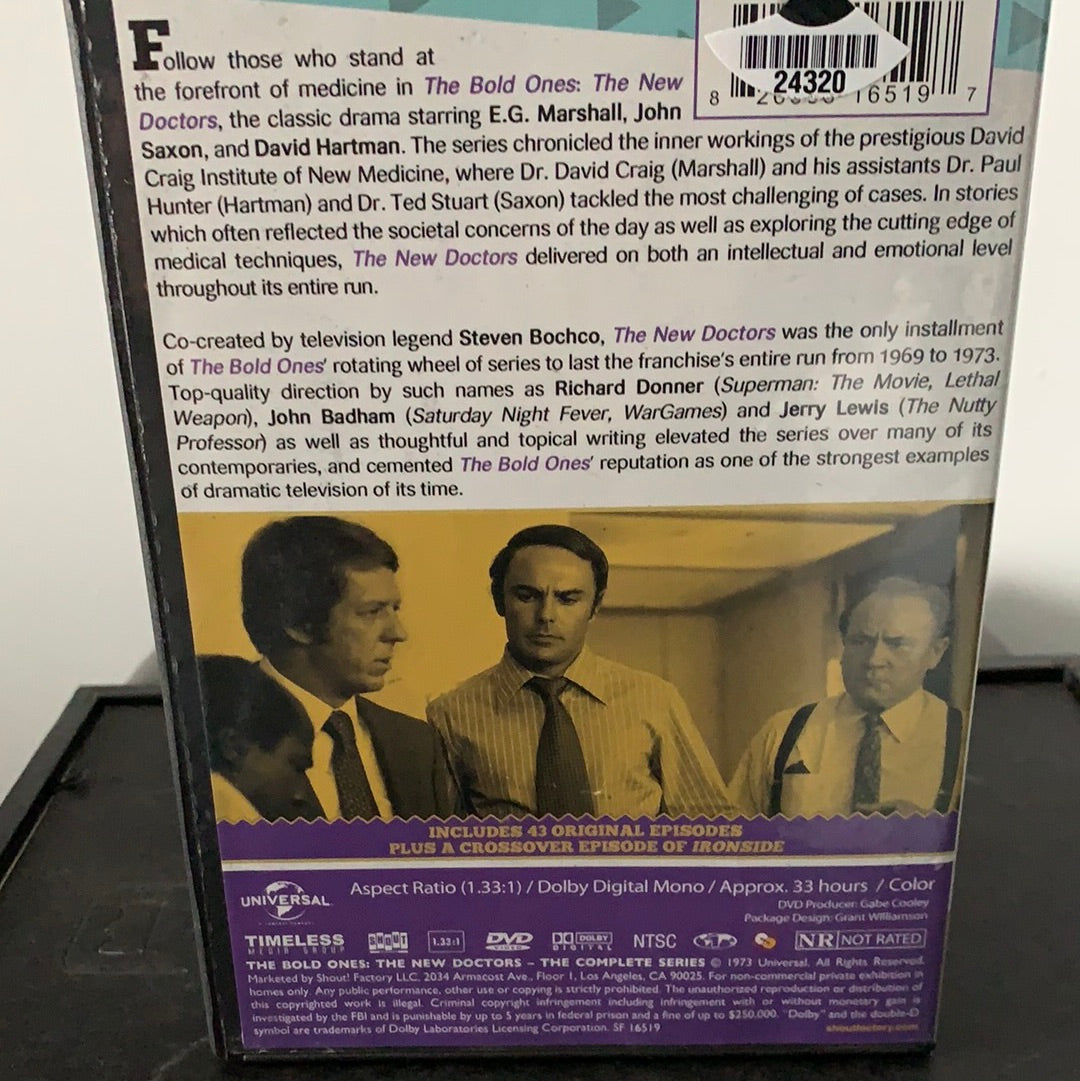 Follow those who stand at
the forefront of medicine in The Bold Ones: The New
Doctors, the classic drama starring E.G. Marshall, John
Saxon, and David Hartman. The series chronicled the inner workings of the prestigious David
Craig Institute of New Medicine, where Dr. David Craig (Marshall) and his assistants Dr. Paul
Hunter (Hartman) and Dr. Ted Stuart (Saxon) tackled the most challenging of cases. In stories
which often reflected the societal concerns of the day as well as exploring the cutting edge of
medical techniques, The New Doctors delivered on both an intellectual and emotional level
throughout its entire run.
24320
8 16519 7
Co-created by television legend Steven Bochco, The New Doctors was the only installment
of The Bold Ones' rotating wheel of series to last the franchise's entire run from 1969 to 1973.
Top-quality direction by such names as Richard Donner (Superman: The Movie, Lethal
Weapon), John Badham (Saturday Night Fever, WarGames) and Jerry Lewis (The Nutty
Professor) as well as thoughtful and topical writing elevated the series over many of its
contemporaries, and cemented The Bold Ones' reputation as one of the strongest examples
of dramatic television of its time.
INCLUDES 43 ORIGINAL EPISODES
PLUS A CROSSOVER EPISODE OF IRONSIDE
UNIVERSAL
Aspect Ratio (1.33:1) / Dolby Digital Mono / Approx. 33 hours / Color
DVD Producer: Gabe Cooley
Package Design: Grant Williamson
TIMELESS MEDIA GROUP SHOUT 1.33:1 DVD VIDEO DOLBY DIGITAL NTSC NR NOT RATED
THE BOLD ONES: THE NEW DOCTORS – THE COMPLETE SERIES © 1973 Universal. All Rights Reserved.
Marketed by Shout! Factory LLC, 2034 Armacost Ave., Floor 1, Los Angeles, CA 90025. For non-commercial private exhibition in
homes only. Any public performance, other use or copying is strictly prohibited. The unauthorized reproduction or distribution of
this copyrighted work is illegal. Criminal copyright infringement including infringement with or without monetary gain is
investigated by the FBI and is punishable by up to 5 years in federal prison and a fine of up to $250,000. "Dolby" and the double-D
symbol are trademarks of Dolby Laboratories Licensing Corporation. SF 16519
shoutfactory.com